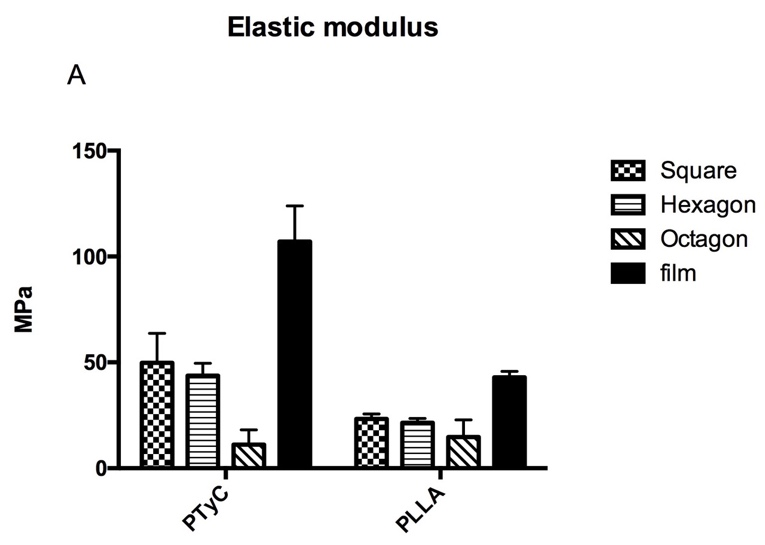 Elastic modulus
A
150
100
50
0
MPa
PTyC
PLLA
Square
Hexagon
Octagon
film